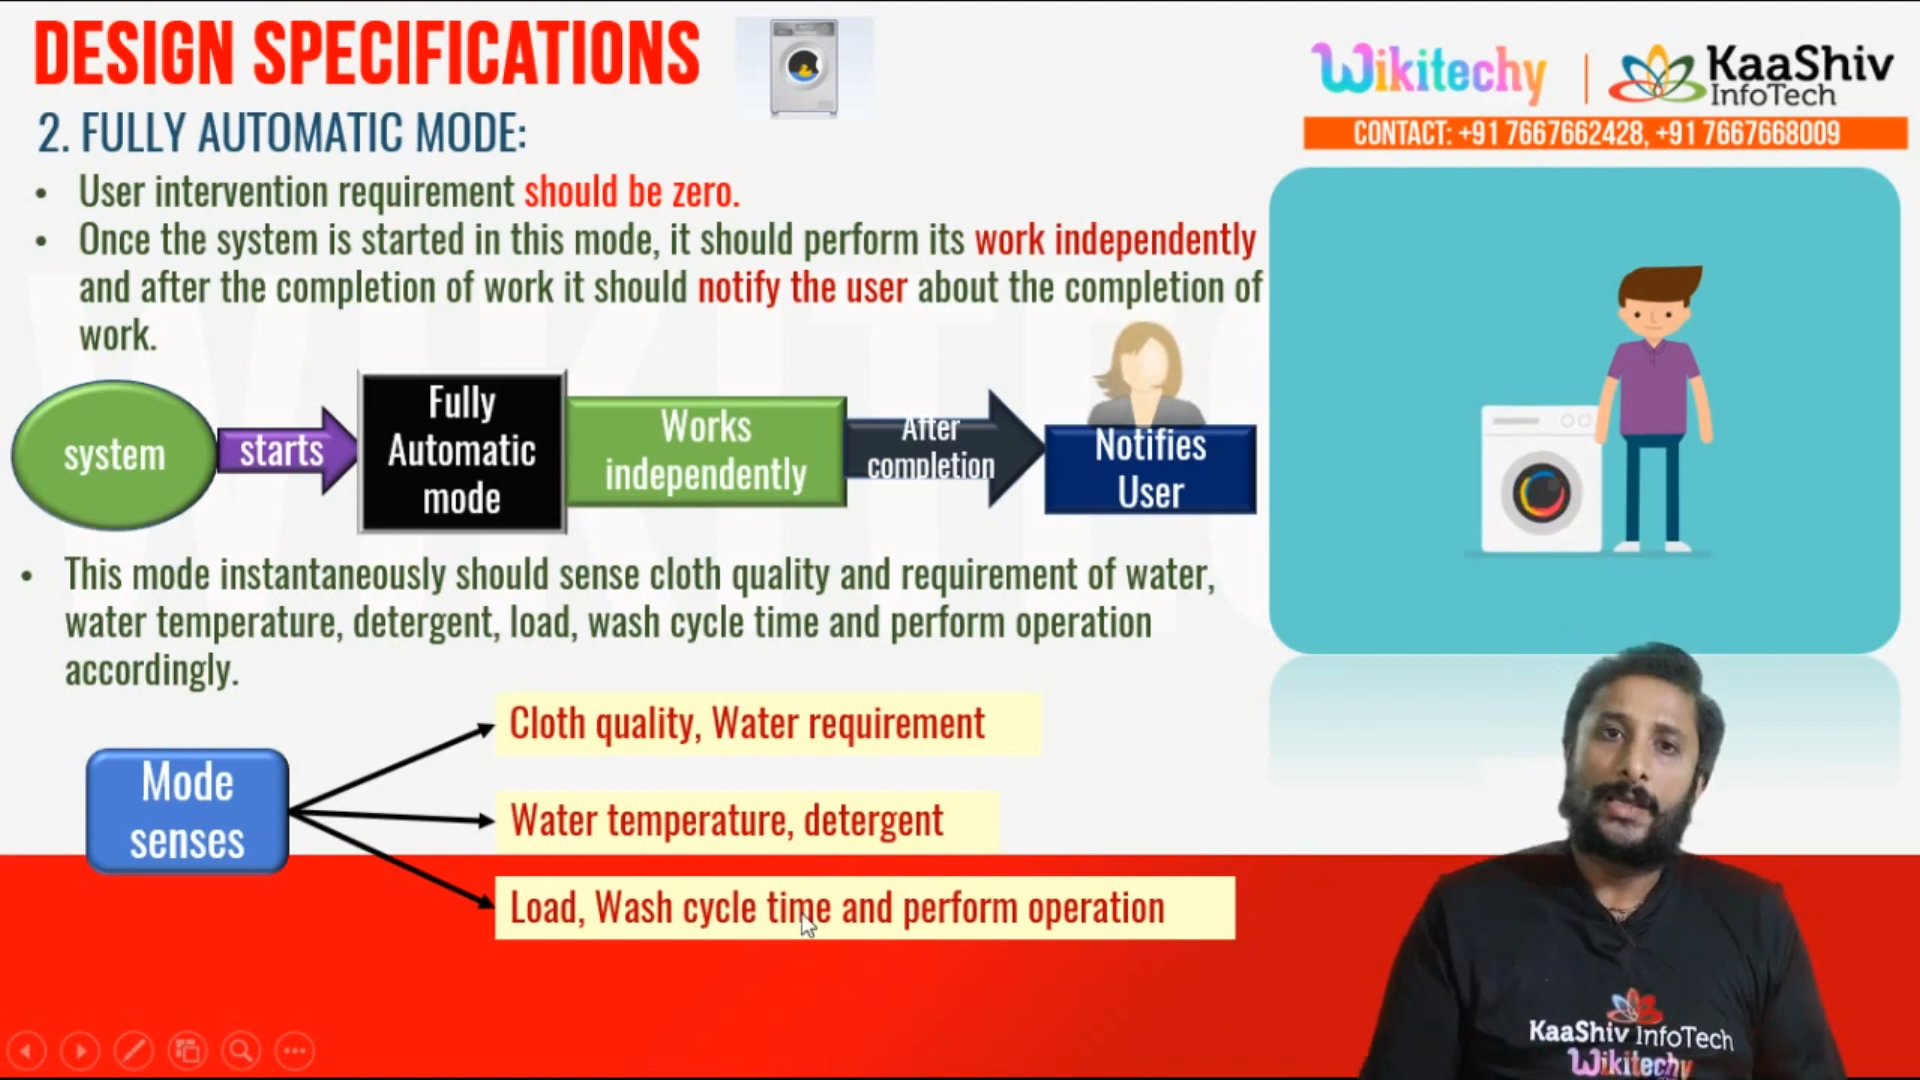 DESIGN SPECIFICATIONS
Wikitechy
KaaShiv
InfoTech
CONTACT: +91 7667662428, +91 7667668009
2. FULLY AUTOMATIC MODE:
• User intervention requirement should be zero.
• Once the system is started in this mode, it should perform its work independently
and after the completion of work it should notify the user about the completion of
work.
system
starts
Fully
Automatic
mode
Works
independently
After
completion
Notifies
User
• This mode instantaneously should sense cloth quality and requirement of water,
water temperature, detergent, load, wash cycle time and perform operation
accordingly.
Mode
senses
Cloth quality, Water requirement
Water temperature, detergent
Load, Wash cycle time and perform operation
KaaShiv InfoTech
Wikitechy